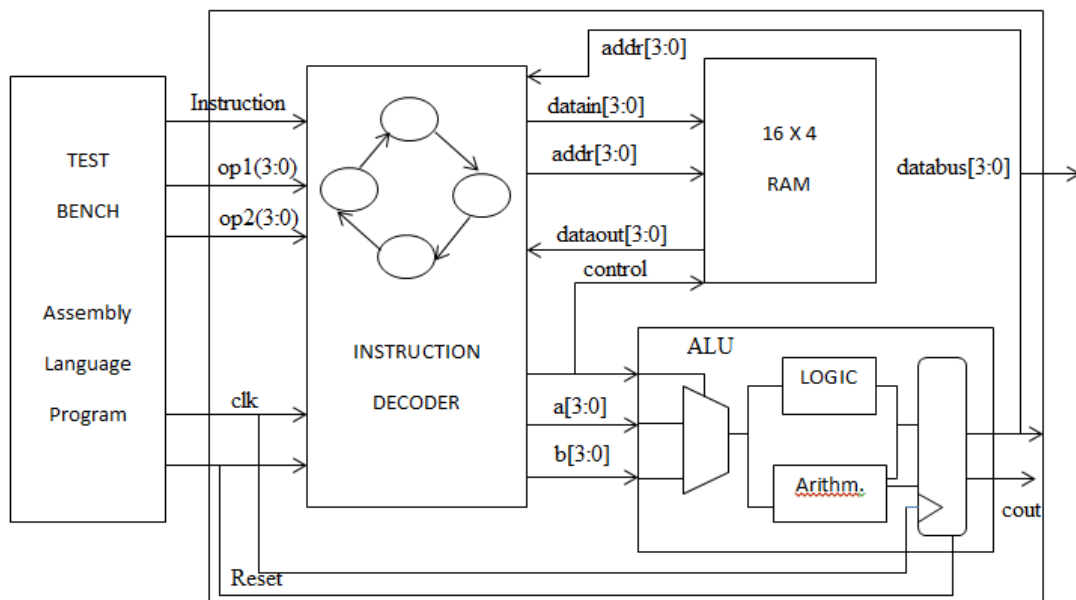 TEST
BENCH
Assembly
Language
Program
Instruction
op1(3:0)
op2(3:0)
clk
Reset
INSTRUCTION
DECODER
addr[3:0]
datain[3:0]
addr[3:0]
dataout[3:0]
control
a[3:0]
b[3:0]
16 X 4
RAM
databus[3:0]
ALU
LOGIC
Arithm.
cout